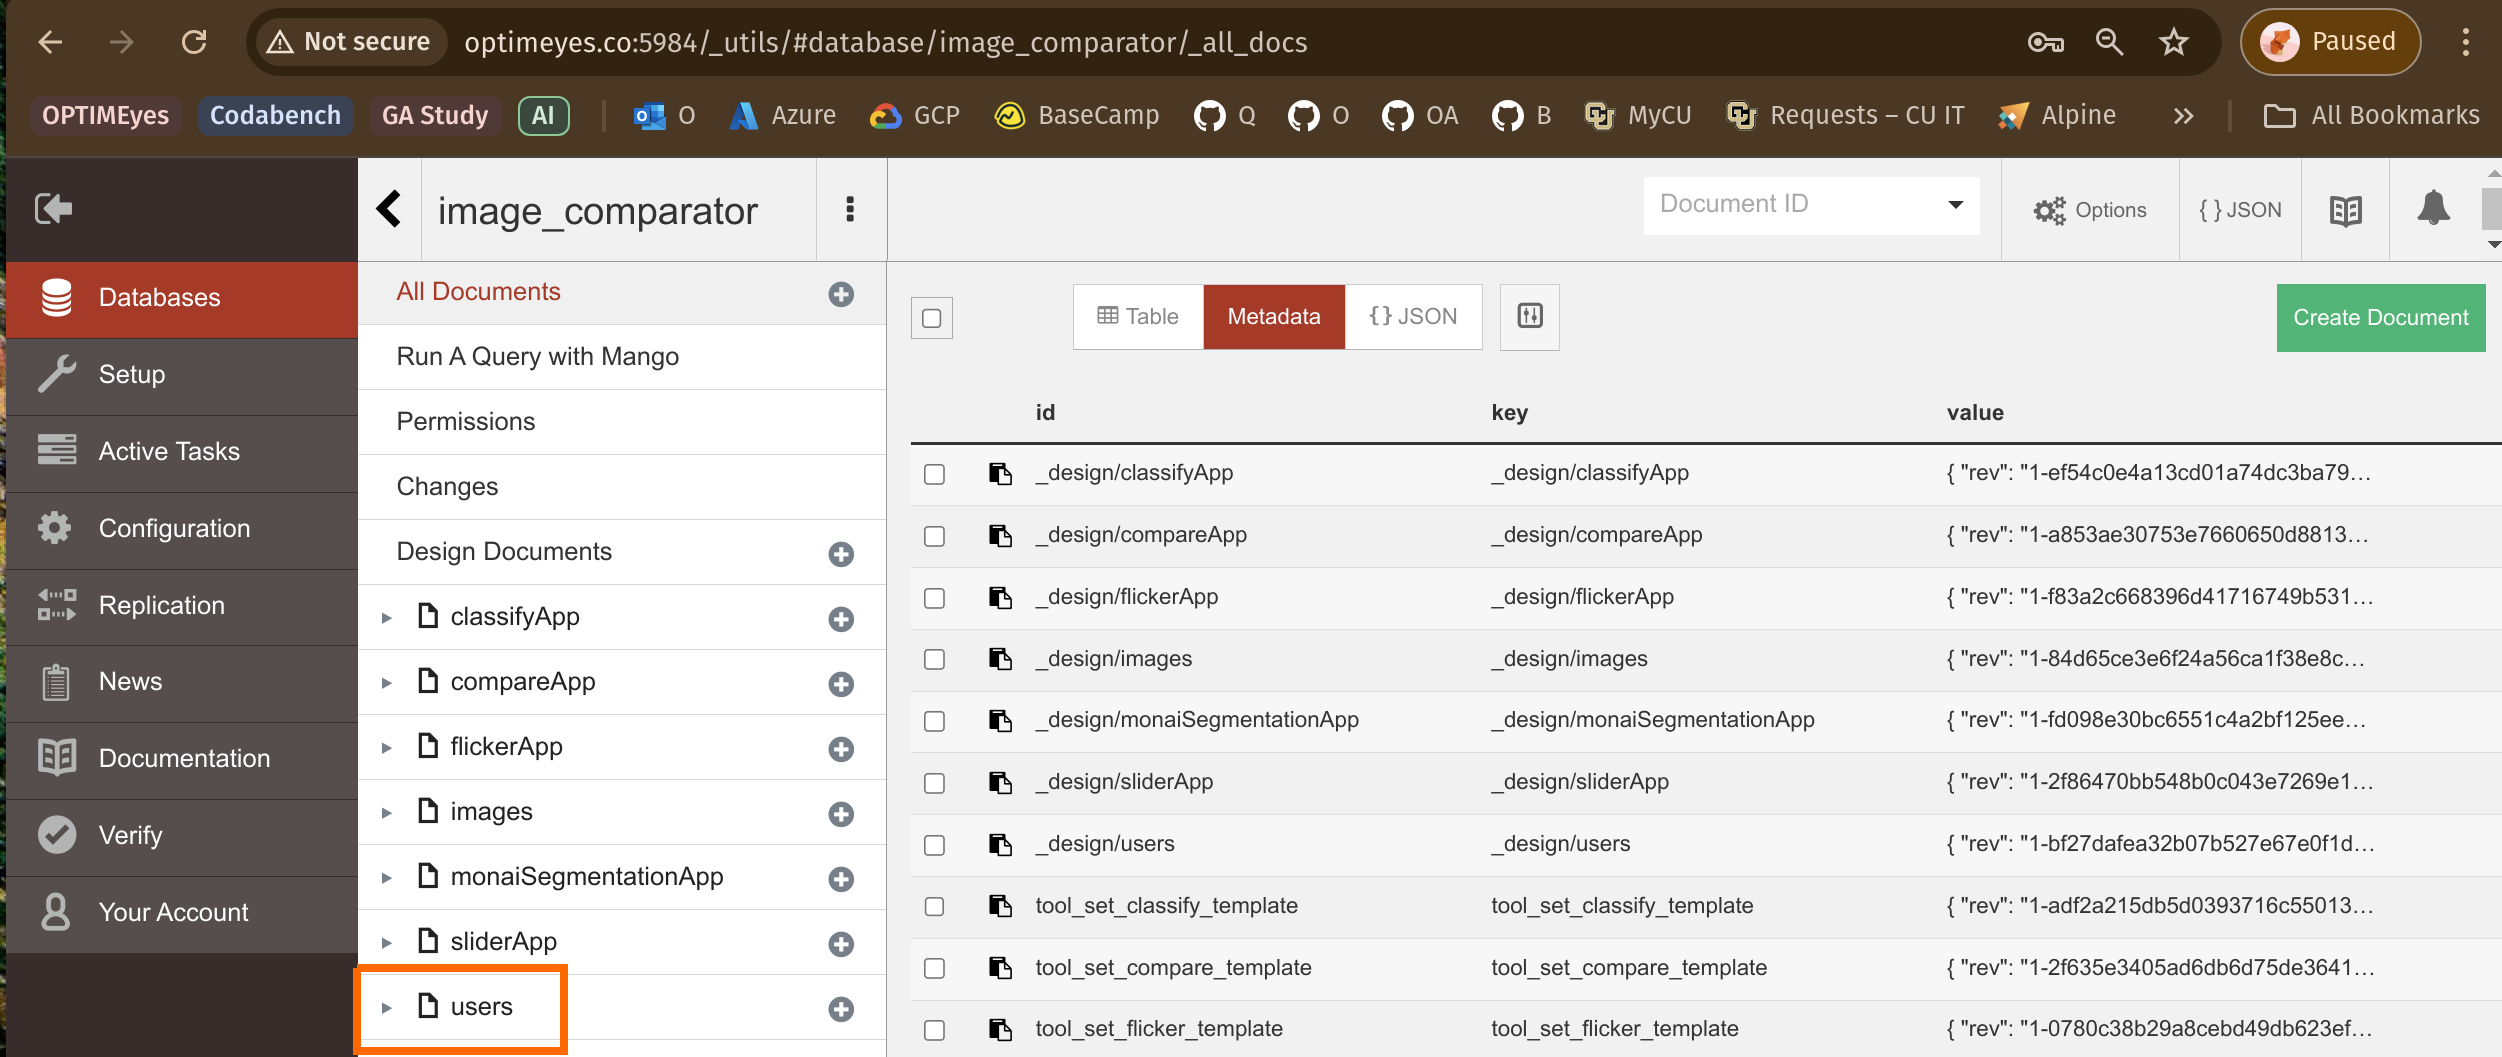 Not secure optimeyes.co:5984/_utils/#database/image_comparator/_all_docs Paused
OPTIMEyes Codabench GA Study AI O Azure GCP BaseCamp Q O OA B MyCU Requests – CU IT Alpine » All Bookmarks
image_comparator
Document ID
Options
{ } JSON
Databases
Setup
Active Tasks
Configuration
Replication
News
Documentation
Verify
Your Account
All Documents
Run A Query with Mango
Permissions
Changes
Design Documents
classifyApp
compareApp
flickerApp
images
monaiSegmentationApp
sliderApp
users
Table Metadata { } JSON
Create Document
id key value
_design/classifyApp _design/classifyApp { "rev": "1-ef54c0e4a13cd01a74dc3ba79...
_design/compareApp _design/compareApp { "rev": "1-a853ae30753e7660650d8813...
_design/flickerApp _design/flickerApp { "rev": "1-f83a2c668396d41716749b531...
_design/images _design/images { "rev": "1-84d65ce3e6f24a56ca1f38e8c...
_design/monaiSegmentationApp _design/monaiSegmentationApp { "rev": "1-fd098e30bc6551c4a2bf125ee...
_design/sliderApp _design/sliderApp { "rev": "1-2f86470bb548b0c043e7269e1...
_design/users _design/users { "rev": "1-bf27dafea32b07b527e67e0f1d...
tool_set_classify_template tool_set_classify_template { "rev": "1-adf2a215db5d0393716c55013...
tool_set_compare_template tool_set_compare_template { "rev": "1-2f635e3405ad6db6d75de3641...
tool_set_flicker_template tool_set_flicker_template { "rev": "1-0780c38b29a8cebd49db623ef...